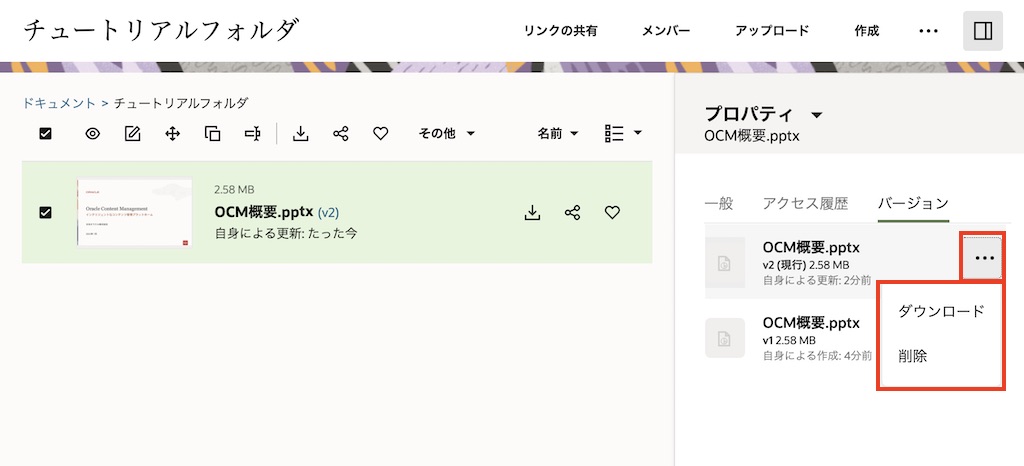 チュートリアルフォルダ
リンクの共有 メンバー アップロード 作成
ドキュメント > チュートリアルフォルダ
その他 名前
2.58 MB
OCM概要.pptx (v2)
自身による更新: たった今
ORACLE
Oracle Content Management
プロパティ
OCM概要.pptx
一般 アクセス履歴 バージョン
OCM概要.pptx
v2 (現行) 2.58 MB
自身による更新: 2分前
ダウンロード
削除
OCM概要.pptx
v1 2.58 MB
自身による作成: 4分前